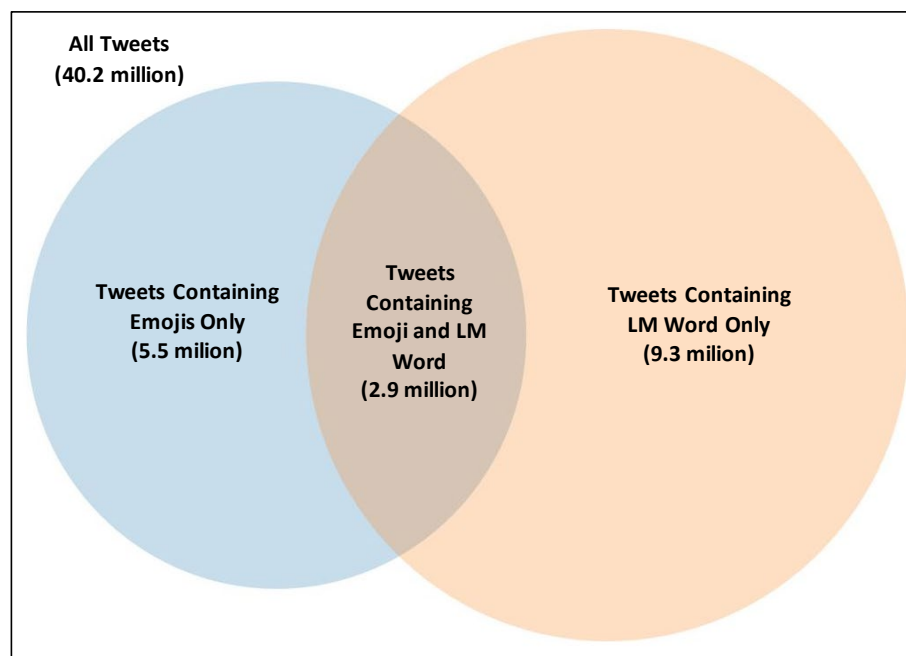 All Tweets
(40.2 million)
Tweets Containing
Emojis Only
(5.5 milion)
Tweets
Containing
Emoji and LM
Word
(2.9 million)
Tweets Containing
LM Word Only
(9.3 milion)